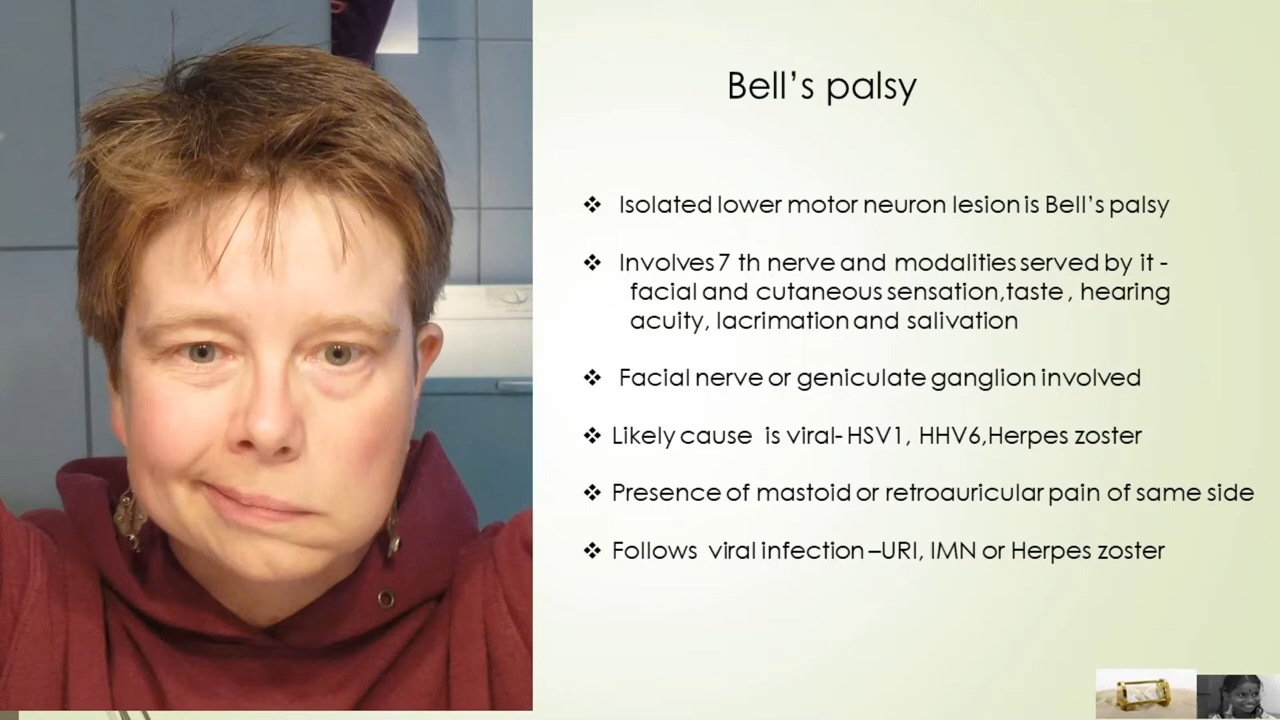 Bell’s palsy
❖ Isolated lower motor neuron lesion is Bell’s palsy
❖ Involves 7 th nerve and modalities served by it -
facial and cutaneous sensation,taste , hearing
acuity, lacrimation and salivation
❖ Facial nerve or geniculate ganglion involved
❖ Likely cause is viral- HSV1, HHV6,Herpes zoster
❖ Presence of mastoid or retroauricular pain of same side
❖ Follows viral infection –URI, IMN or Herpes zoster